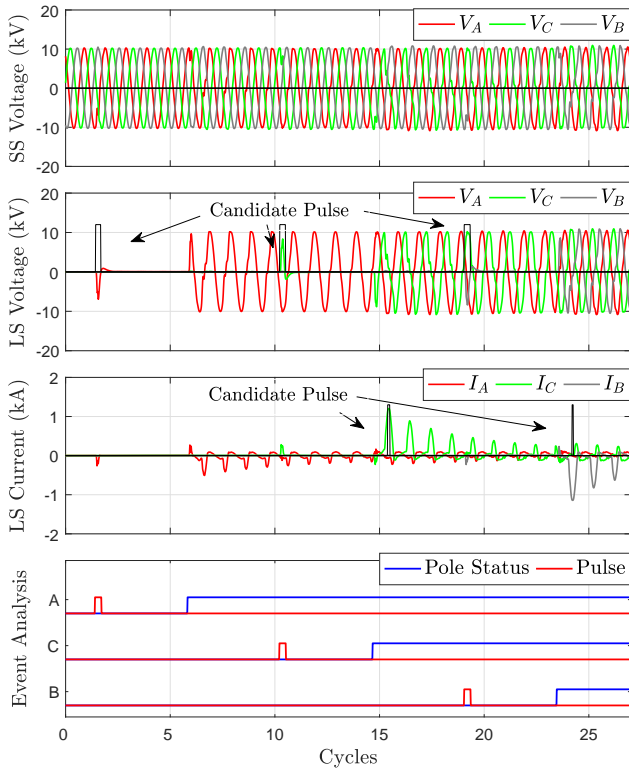 20
10
0
-10
-20
SS Voltage (kV)
V_A V_C V_B
20
10
0
-10
-20
LS Voltage (kV)
V_A V_C V_B
Candidate Pulse
2
1
0
-1
-2
LS Current (kA)
I_A I_C I_B
Candidate Pulse
Event Analysis
Pole Status Pulse
A
C
B
0 5 10 15 20 25
Cycles